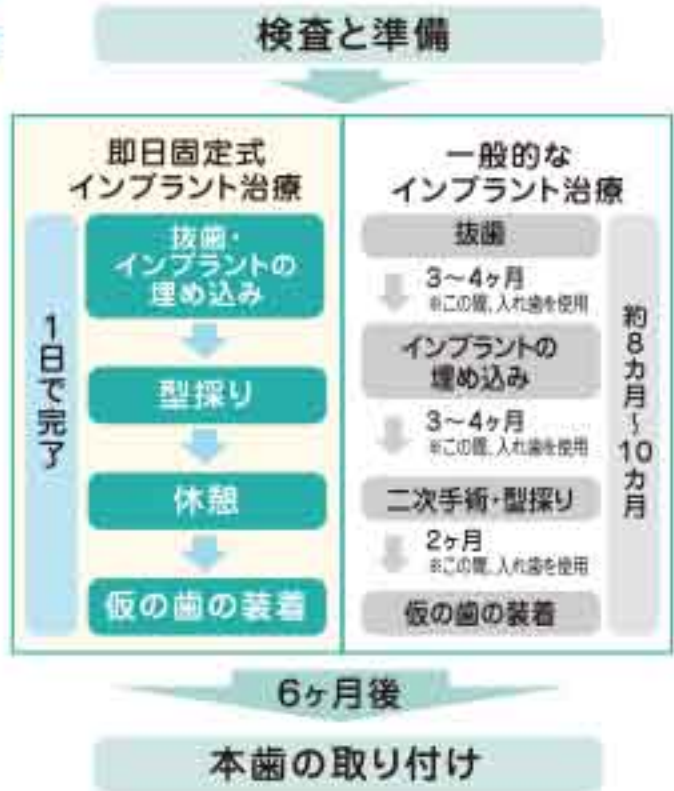 検査と準備
即日固定式
インプラント治療
1日で完了
抜歯・
インプラントの
埋め込み
型採り
休憩
仮の歯の装着
一般的な
インプラント治療
抜歯
3〜4ヶ月
※この間、入れ歯を使用
インプラントの
埋め込み
3〜4ヶ月
※この間、入れ歯を使用
二次手術・型採り
2ヶ月
※この間、入れ歯を使用
仮の歯の装着
約8カ月〜10カ月
6ヶ月後
本歯の取り付け